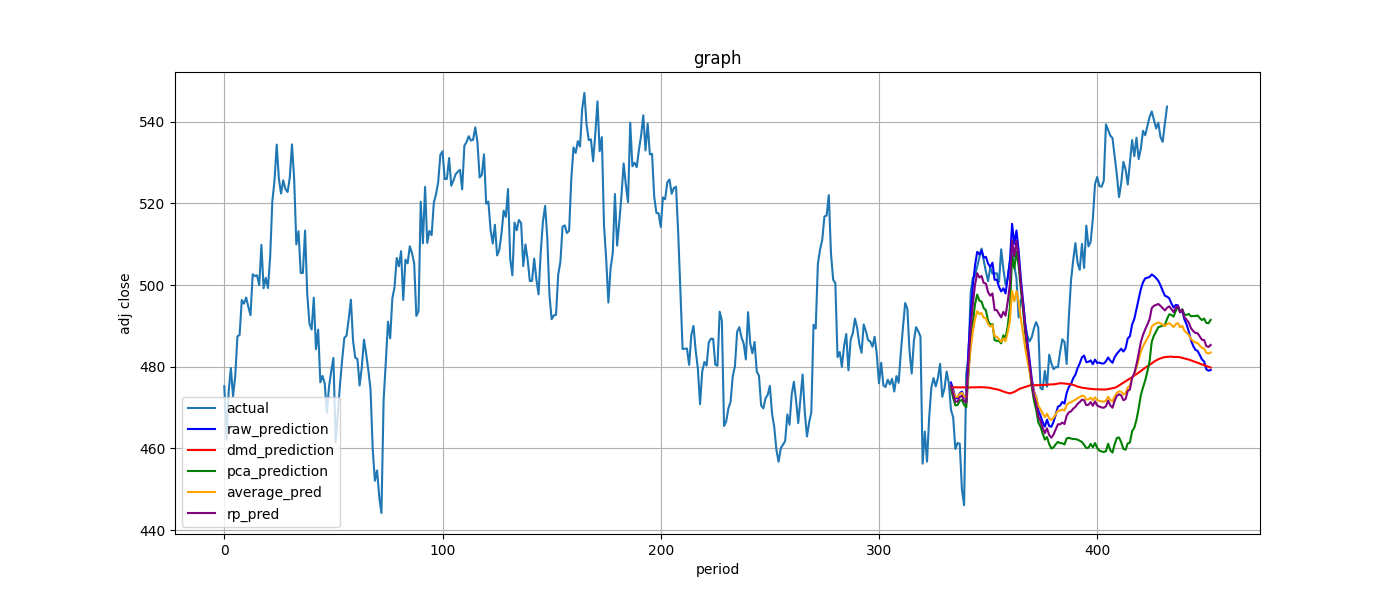 graph
adj close
540
520
500
480
460
440
actual
raw_prediction
dmd_prediction
pca_prediction
average_pred
rp_pred
0 100 200 300 400
period